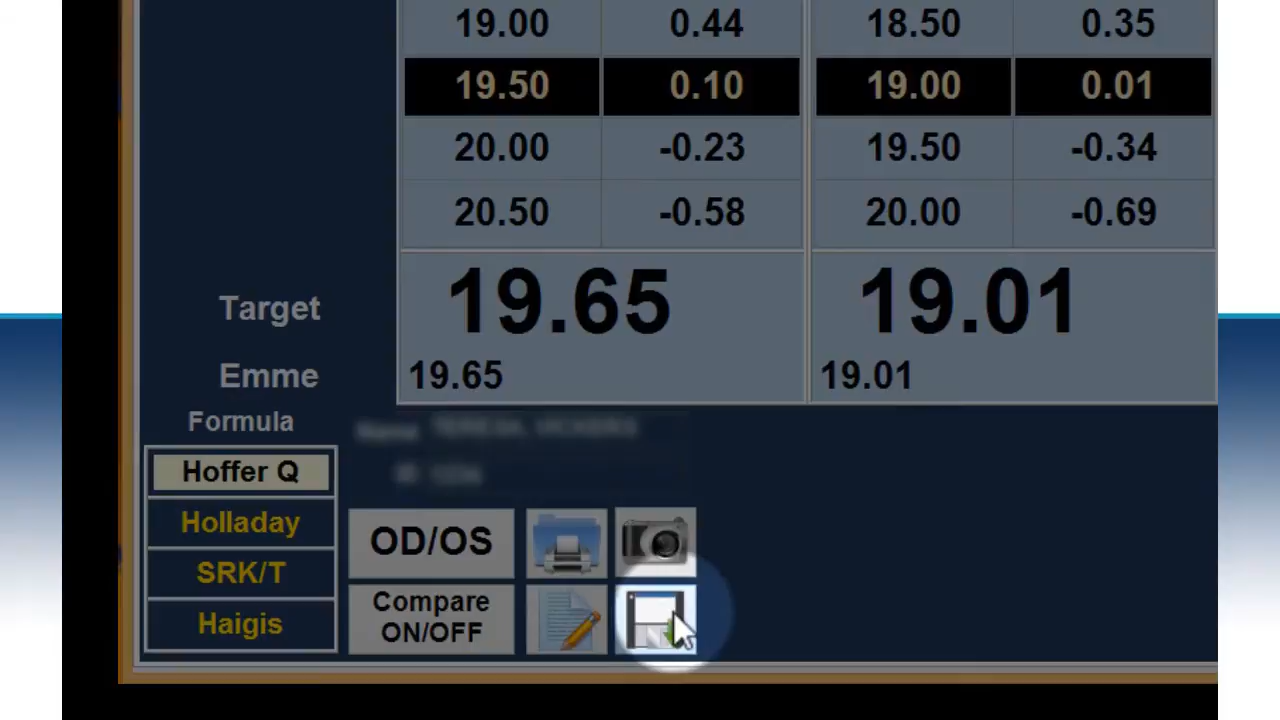 19.00 0.44 18.50 0.35
19.50 0.10 19.00 0.01
20.00 -0.23 19.50 -0.34
20.50 -0.58 20.00 -0.69
Target 19.65 19.01
Emme 19.65 19.01
Formula
Hoffer Q
Holladay
SRK/T
Haigis
OD/OS
Compare
ON/OFF